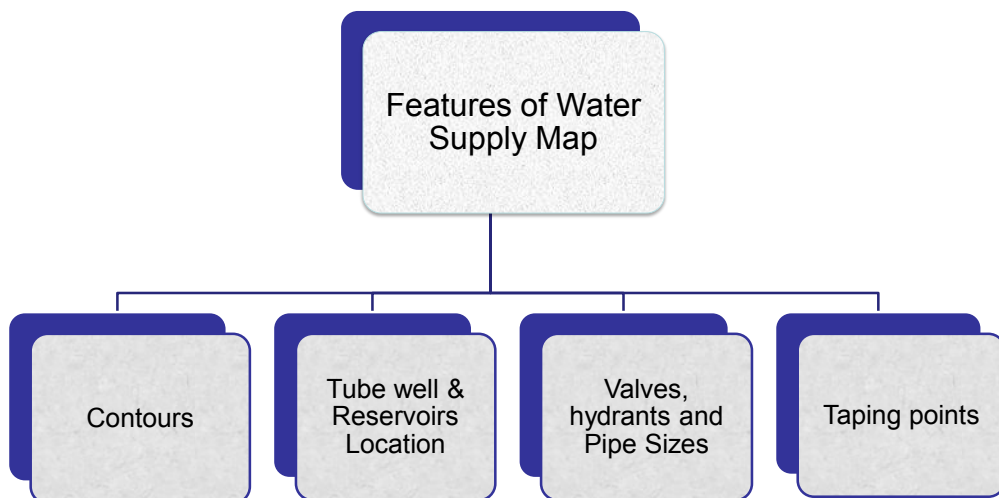 Features of Water
Supply Map
Contours
Tube well &
Reservoirs
Location
Valves,
hydrants and
Pipe Sizes
Taping points